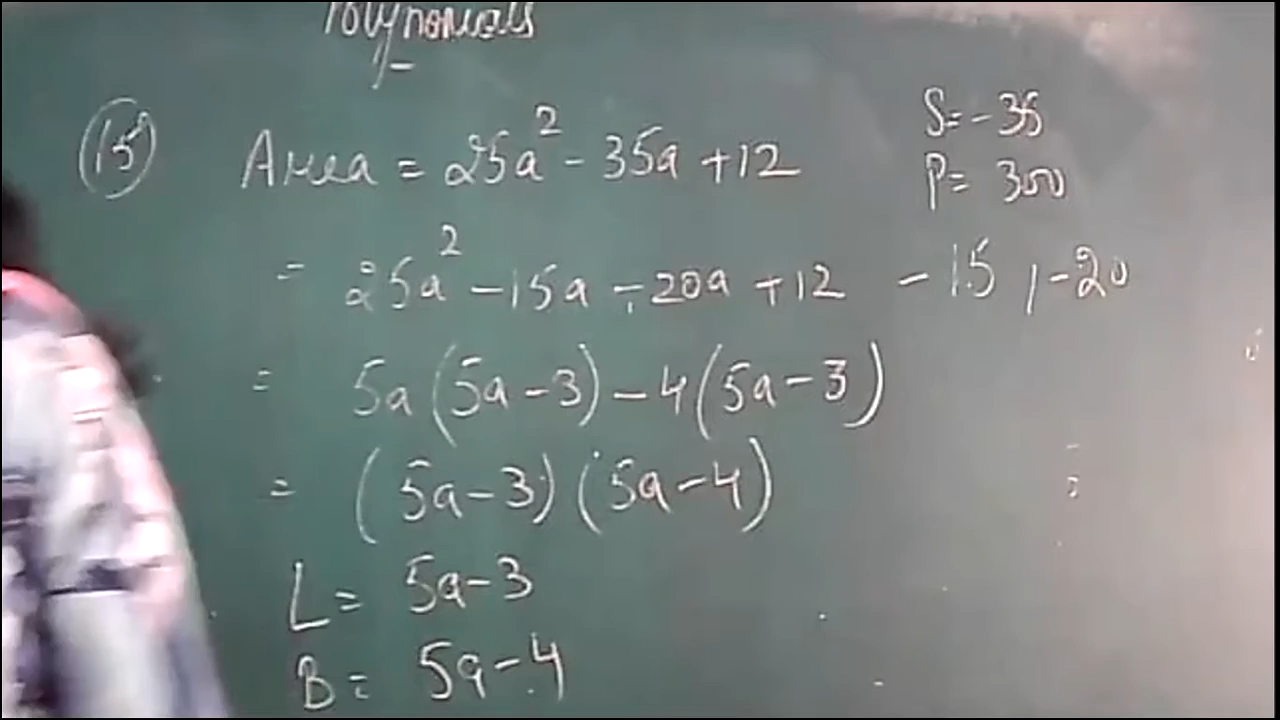 Polynomials
(15) Area = 25a² - 35a + 12
S = -35
P = 300
= 25a² - 15a - 20a + 12
-15, -20
= 5a(5a-3) - 4(5a-3)
= (5a-3)(5a-4)
L = 5a-3
B = 5a-4